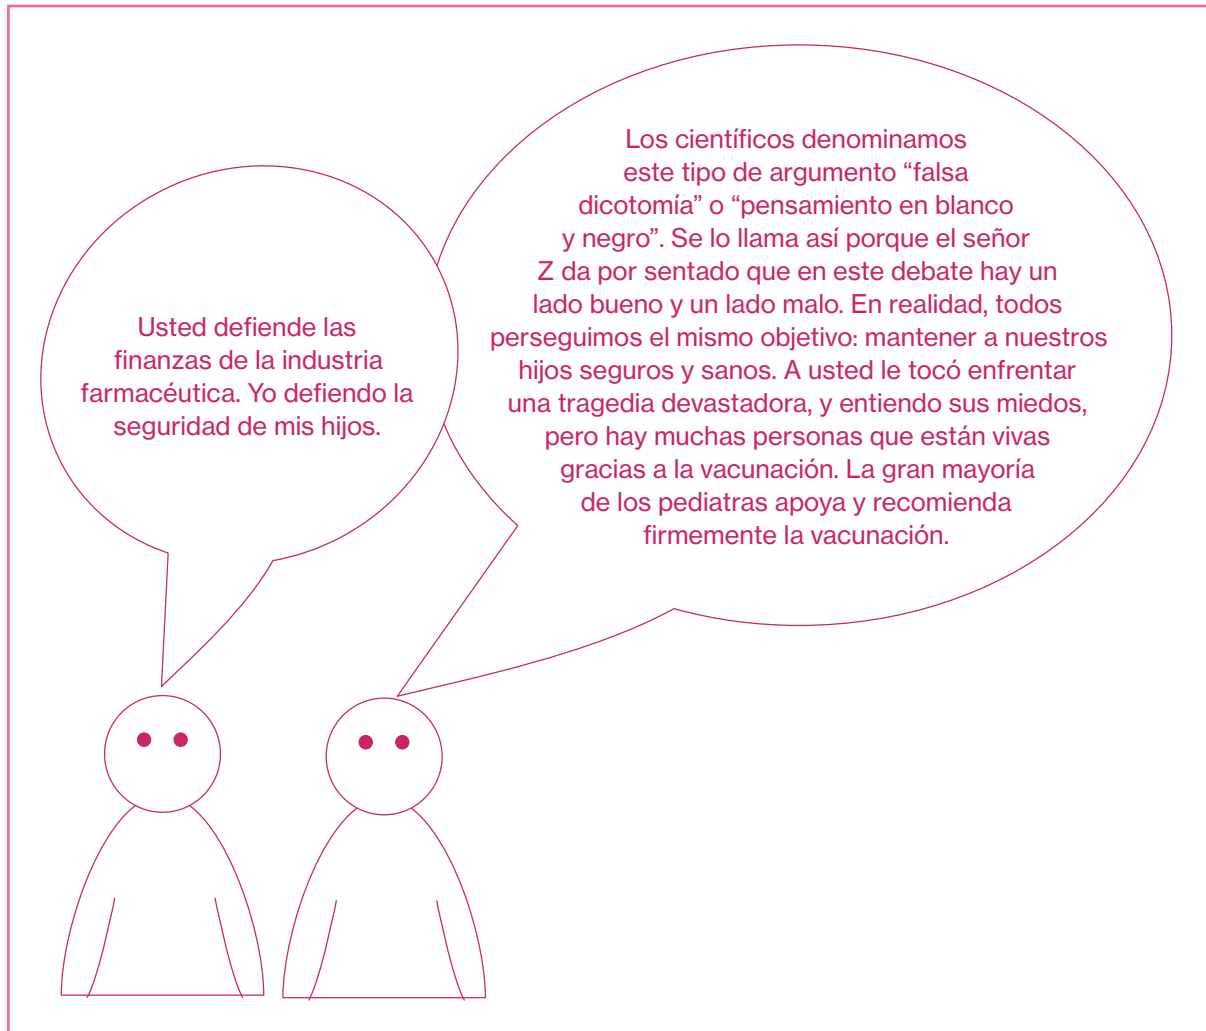 Usted defiende las
finanzas de la industria
farmacéutica. Yo defiendo la
seguridad de mis hijos.
Los científicos denominamos
este tipo de argumento “falsa
dicotomía” o “pensamiento en blanco
y negro”. Se lo llama así porque el señor
Z da por sentado que en este debate hay un
lado bueno y un lado malo. En realidad, todos
perseguimos el mismo objetivo: mantener a nuestros
hijos seguros y sanos. A usted le tocó enfrentar
una tragedia devastadora, y entiendo sus miedos,
pero hay muchas personas que están vivas
gracias a la vacunación. La gran mayoría
de los pediatras apoya y recomienda
firmemente la vacunación.